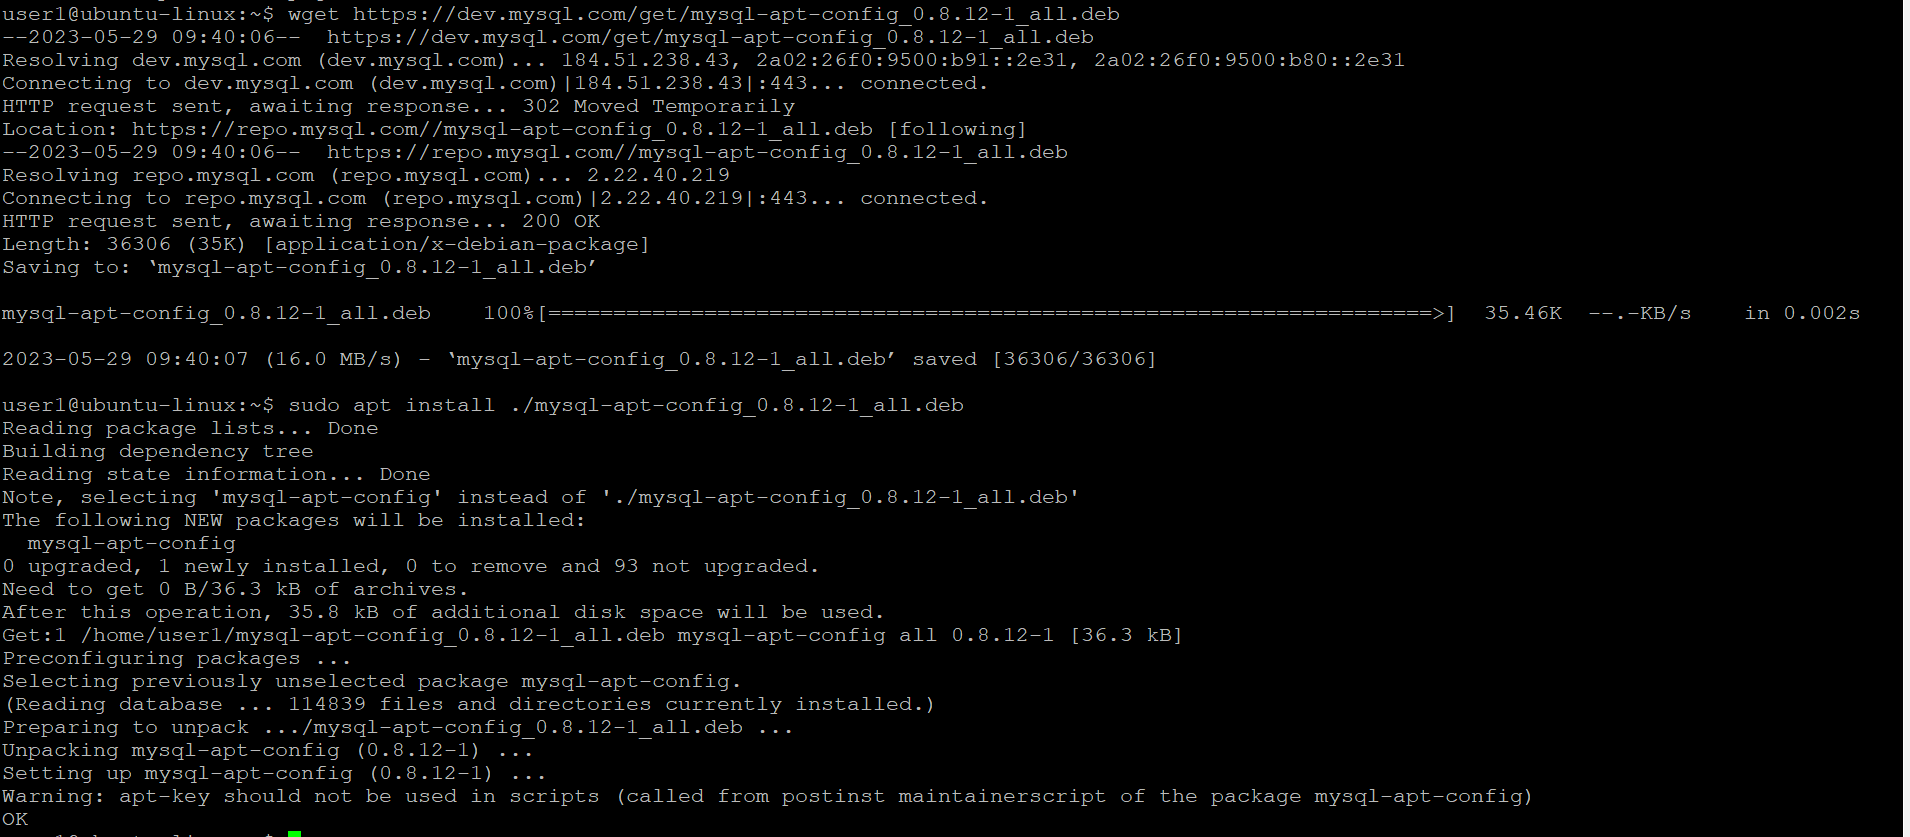 user1@ubuntu-linux:~$ wget https://dev.mysql.com/get/mysql-apt-config_0.8.12-1_all.deb
--2023-05-29 09:40:06--  https://dev.mysql.com/get/mysql-apt-config_0.8.12-1_all.deb
Resolving dev.mysql.com (dev.mysql.com)... 184.51.238.43, 2a02:26f0:9500:b91::2e31, 2a02:26f0:9500:b80::2e31
Connecting to dev.mysql.com (dev.mysql.com)|184.51.238.43|:443... connected.
HTTP request sent, awaiting response... 302 Moved Temporarily
Location: https://repo.mysql.com//mysql-apt-config_0.8.12-1_all.deb [following]
--2023-05-29 09:40:06--  https://repo.mysql.com//mysql-apt-config_0.8.12-1_all.deb
Resolving repo.mysql.com (repo.mysql.com)... 2.22.40.219
Connecting to repo.mysql.com (repo.mysql.com)|2.22.40.219|:443... connected.
HTTP request sent, awaiting response... 200 OK
Length: 36306 (35K) [application/x-debian-package]
Saving to: ‘mysql-apt-config_0.8.12-1_all.deb’
mysql-apt-config_0.8.12-1_all.deb    100%[====================================================================>]  35.46K  --.-KB/s    in 0.002s
2023-05-29 09:40:07 (16.0 MB/s) - ‘mysql-apt-config_0.8.12-1_all.deb’ saved [36306/36306]
user1@ubuntu-linux:~$ sudo apt install ./mysql-apt-config_0.8.12-1_all.deb
Reading package lists... Done
Building dependency tree
Reading state information... Done
Note, selecting 'mysql-apt-config' instead of './mysql-apt-config_0.8.12-1_all.deb'
The following NEW packages will be installed:
  mysql-apt-config
0 upgraded, 1 newly installed, 0 to remove and 93 not upgraded.
Need to get 0 B/36.3 kB of archives.
After this operation, 35.8 kB of additional disk space will be used.
Get:1 /home/user1/mysql-apt-config_0.8.12-1_all.deb mysql-apt-config all 0.8.12-1 [36.3 kB]
Preconfiguring packages ...
Selecting previously unselected package mysql-apt-config.
(Reading database ... 114839 files and directories currently installed.)
Preparing to unpack .../mysql-apt-config_0.8.12-1_all.deb ...
Unpacking mysql-apt-config (0.8.12-1) ...
Setting up mysql-apt-config (0.8.12-1) ...
Warning: apt-key should not be used in scripts (called from postinst maintainerscript of the package mysql-apt-config)
OK